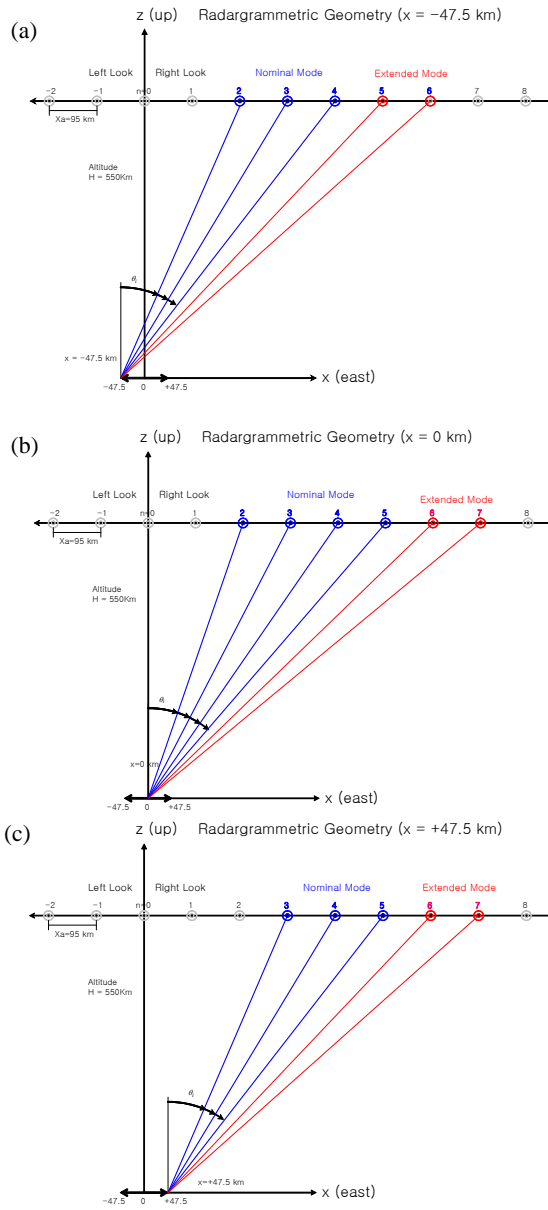 (a)
z (up) Radargrammetric Geometry (x = −47.5 km)
Left Look Right Look Nominal Mode Extended Mode
−2 −1 n=0 1 2 3 4 5 6 7 8
Xa=95 km
Altitude
H = 550Km
θi
x = −47.5 km
−47.5 0 +47.5 x (east)
(b)
z (up) Radargrammetric Geometry (x = 0 km)
Left Look Right Look Nominal Mode Extended Mode
−2 −1 n=0 1 2 3 4 5 6 7 8
Xa=95 km
Altitude
H = 550Km
θi
x=0 km
−47.5 0 +47.5 x (east)
(c)
z (up) Radargrammetric Geometry (x = +47.5 km)
Left Look Right Look Nominal Mode Extended Mode
−2 −1 n=0 1 2 3 4 5 6 7 8
Xa=95 km
Altitude
H = 550Km
θi
x=+47.5 km
−47.5 0 +47.5 x (east)